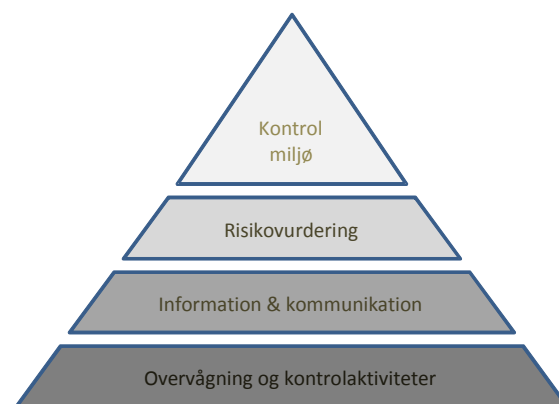 Kontrol
miljø
Risikovurdering
Information & kommunikation
Overvågning og kontrolaktiviteter